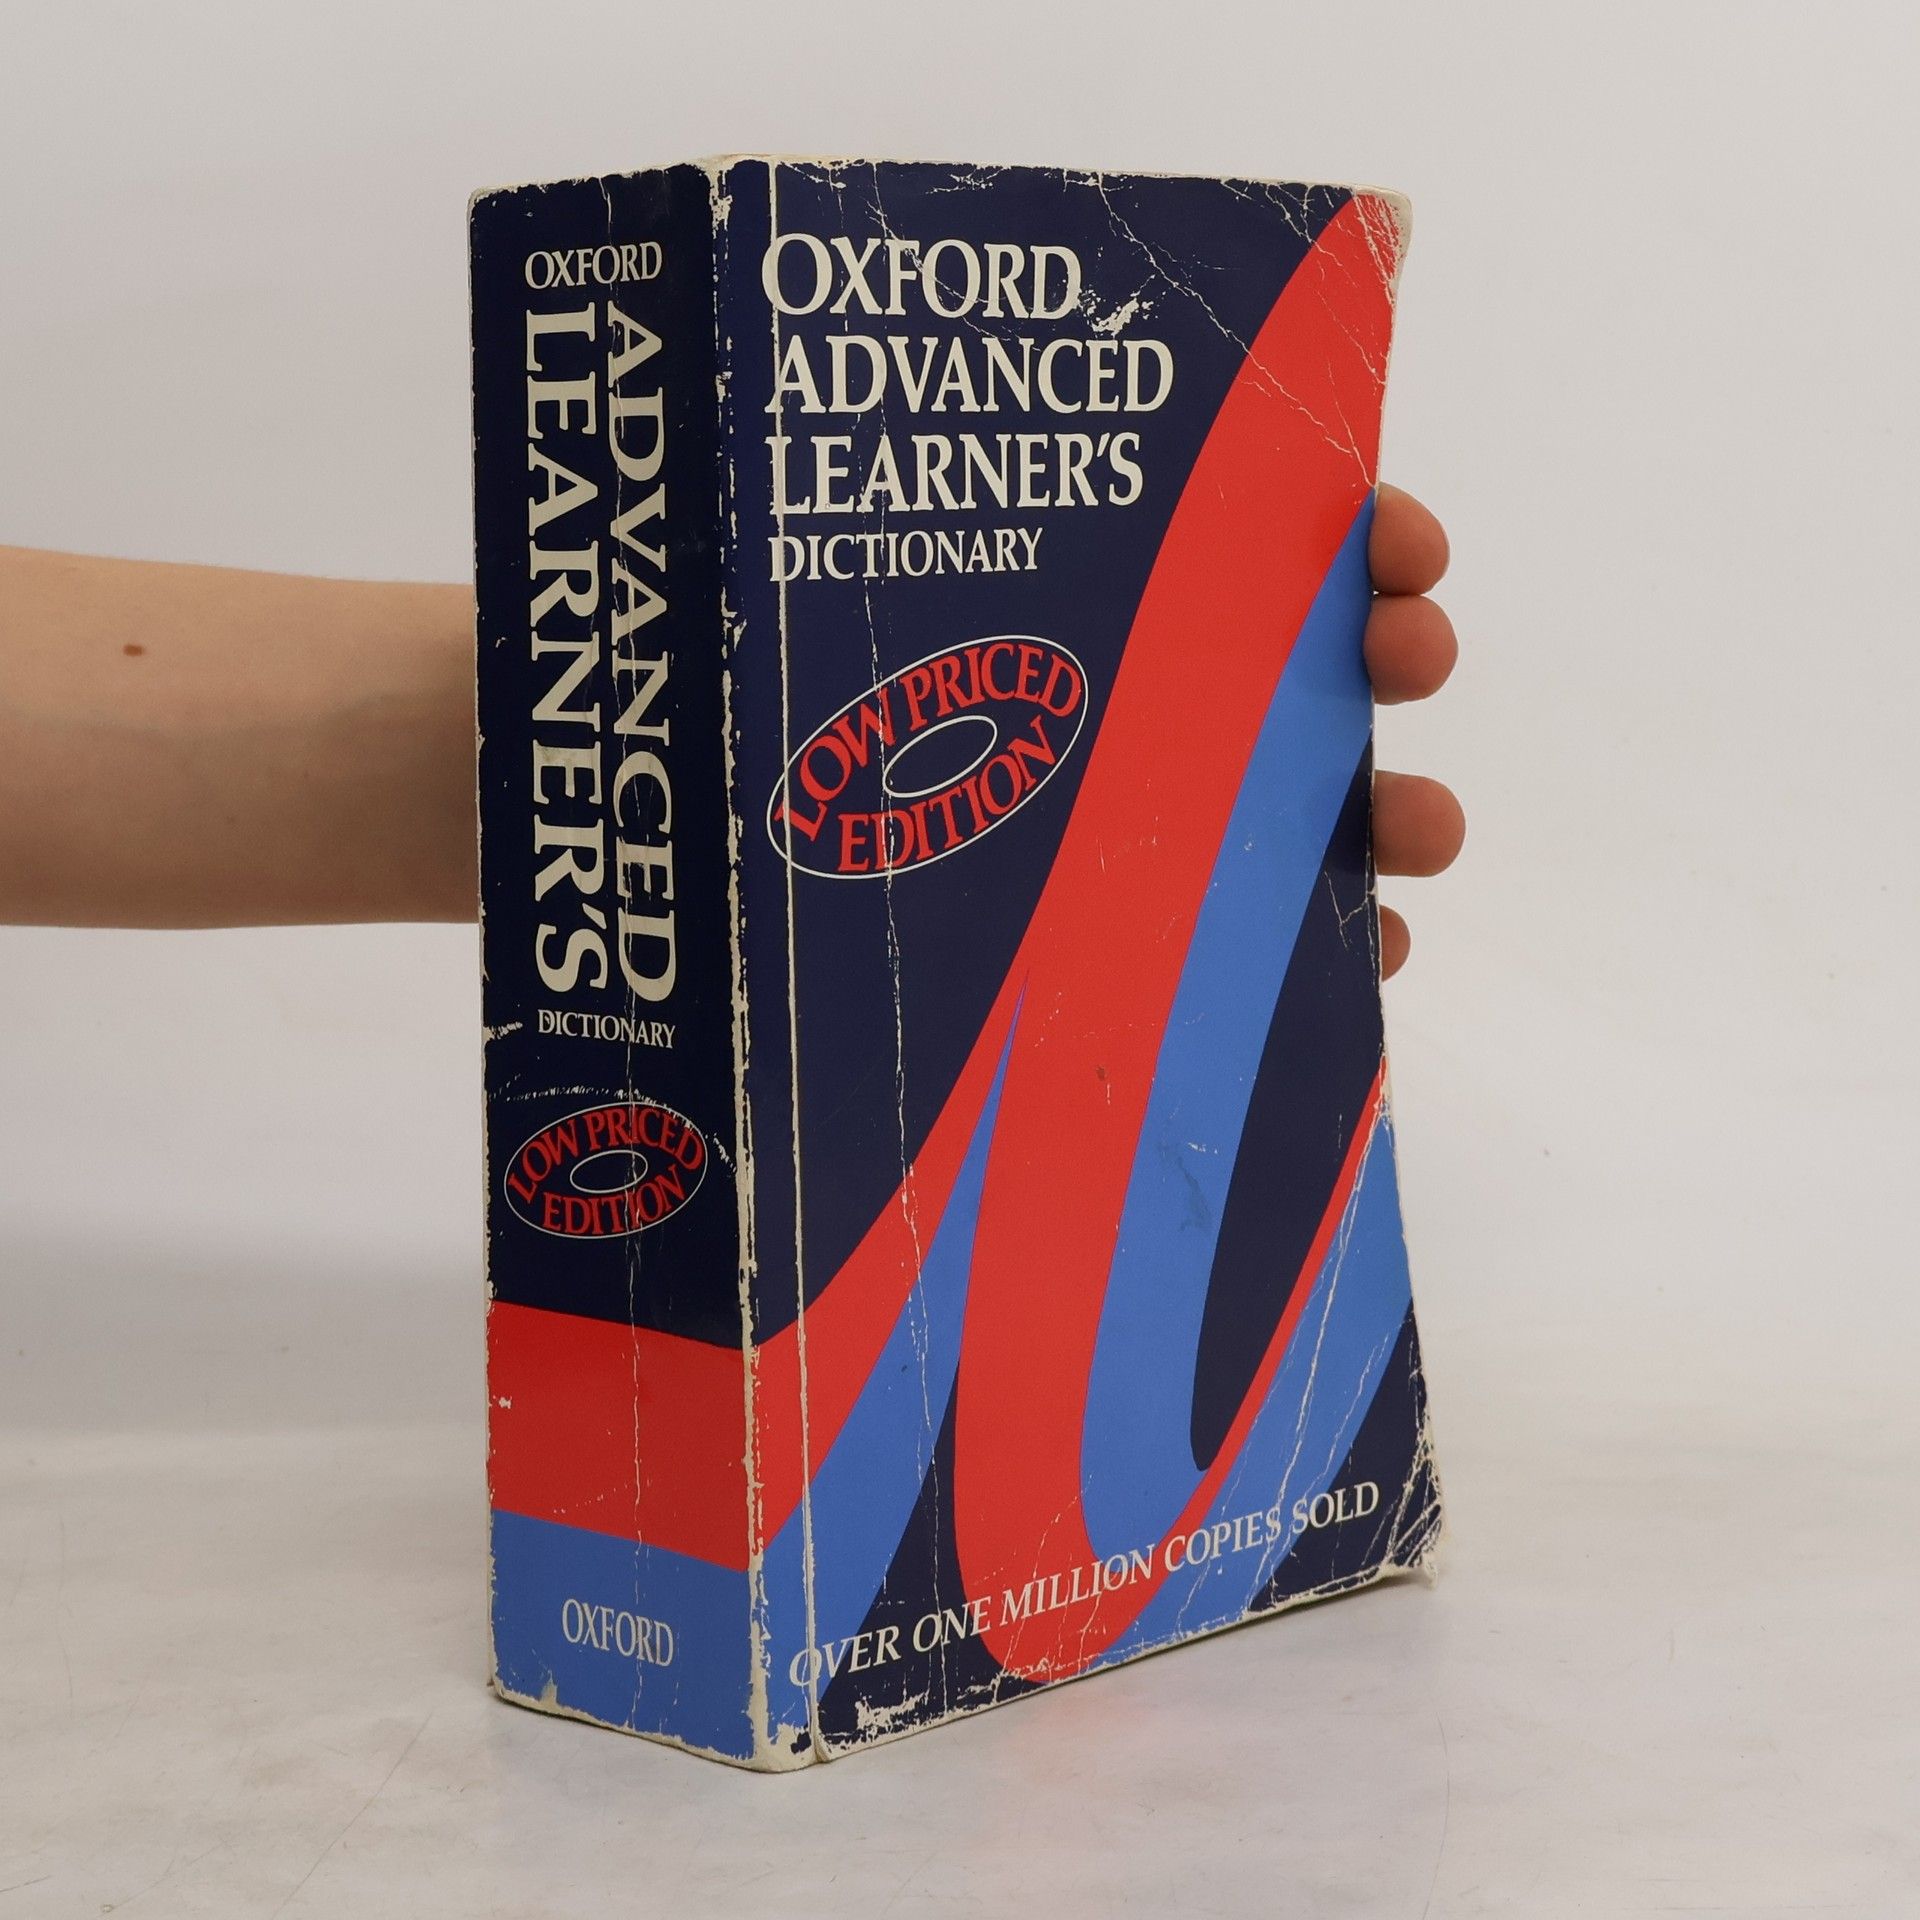 OXFORD
ADVANCED
LEARNER'S
DICTIONARY
LOW PRICED
EDITION
OXFORD
OXFORD
ADVANCED
LEARNER'S
DICTIONARY
LOW PRICED
EDITION
OVER ONE MILLION COPIES SOLD